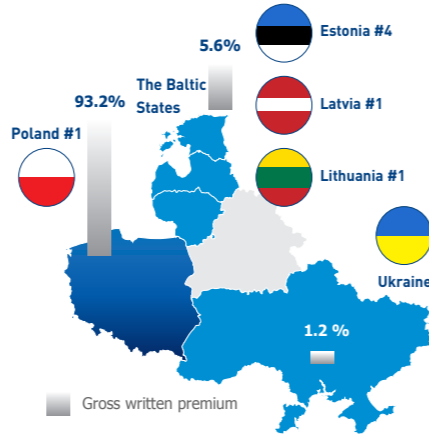 Estonia #4
5.6%
The Baltic
States
93.2%
Latvia #1
Poland #1
Lithuania #1
Ukraine
1.2 %
Gross written premium